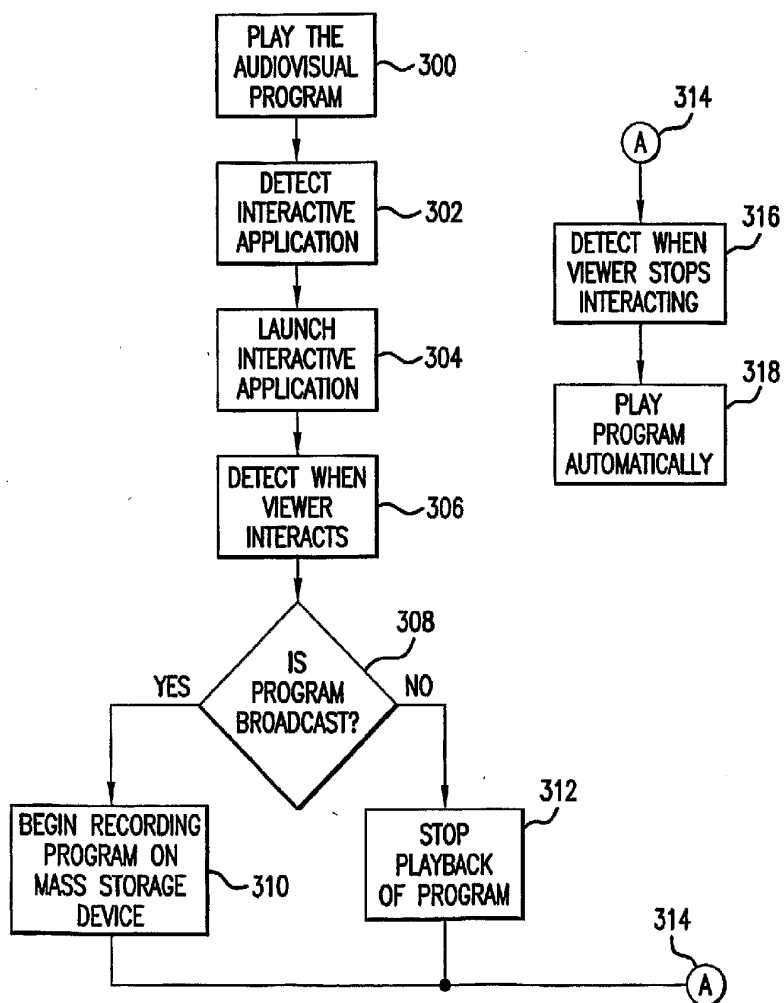 PLAY THE
AUDIOVISUAL
PROGRAM
300
DETECT
INTERACTIVE
APPLICATION
302
LAUNCH
INTERACTIVE
APPLICATION
304
DETECT WHEN
VIEWER
INTERACTS
306
308
IS
PROGRAM
BROADCAST?
YES
NO
BEGIN RECORDING
PROGRAM ON
MASS STORAGE
DEVICE
310
312
STOP
PLAYBACK
OF PROGRAM
314
A
314
A
316
DETECT WHEN
VIEWER STOPS
INTERACTING
318
PLAY
PROGRAM
AUTOMATICALLY